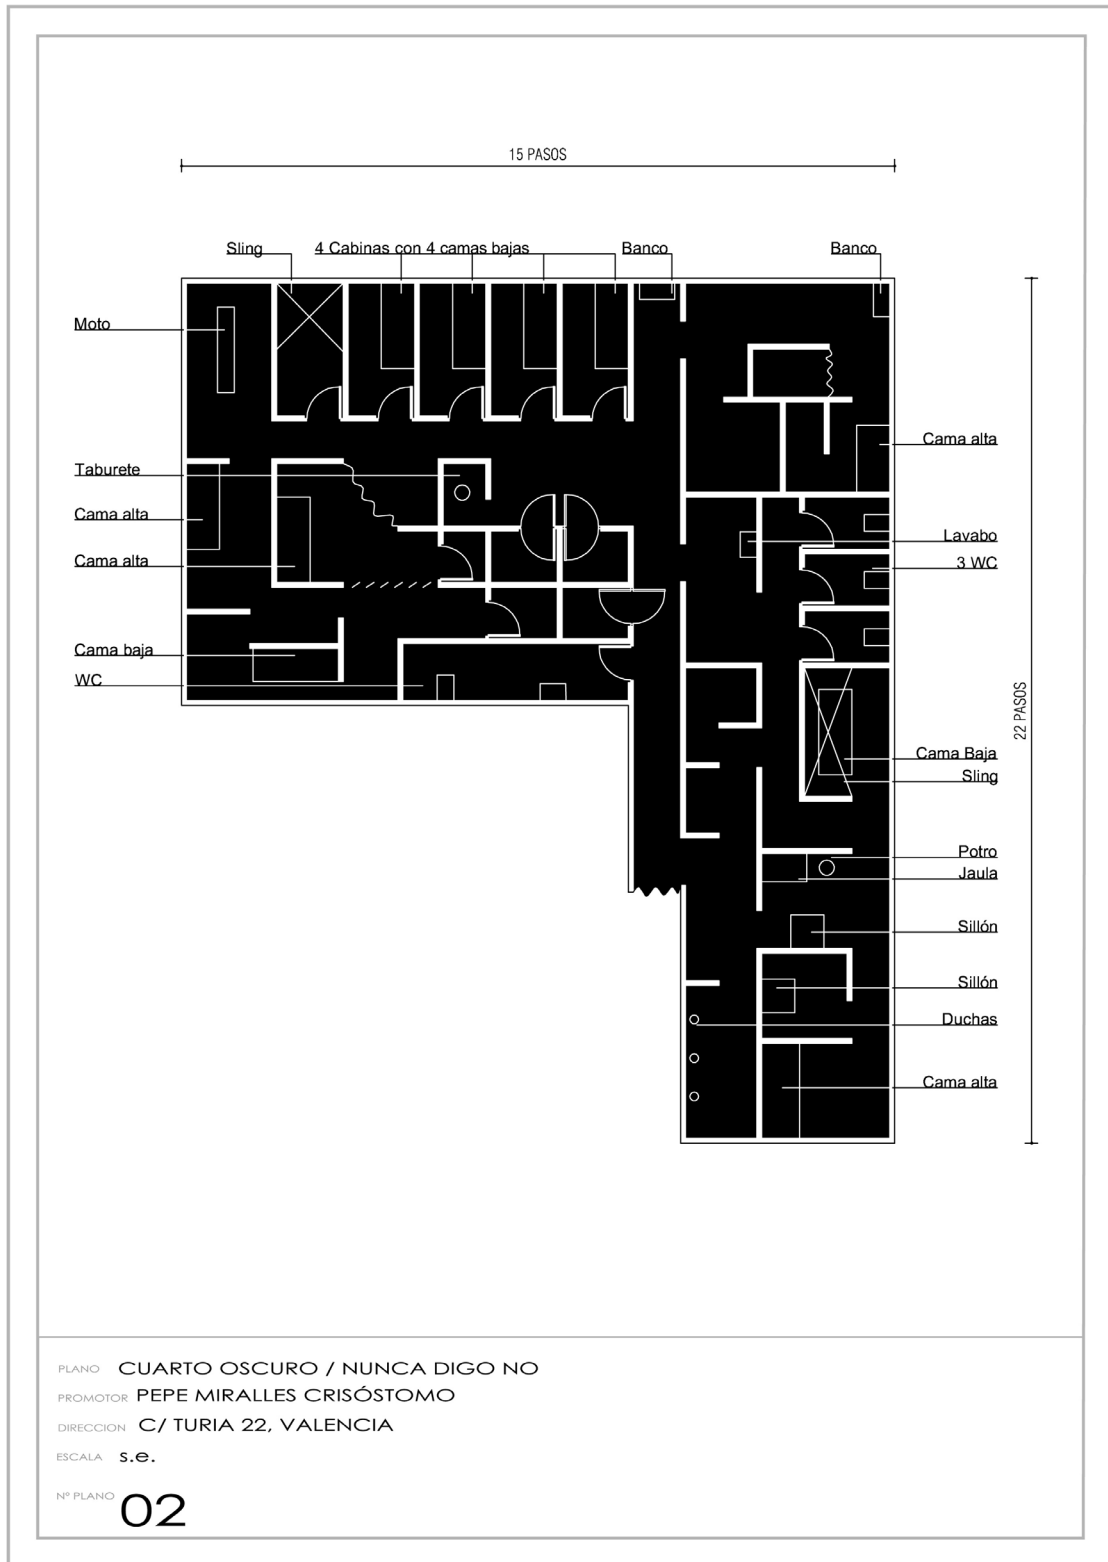 15 PASOS
Sling
4 Cabinas con 4 camas bajas
Banco
Banco
Moto
Cama alta
Taburete
Cama alta
Lavabo
Cama alta
3 WC
Cama baja
WC
22 PASOS
Cama Baja
Sling
Potro
Jaula
Sillón
Sillón
Duchas
Cama alta
PLANO CUARTO OSCURO / NUNCA DIGO NO
PROMOTOR PEPE MIRALLES CRISÓSTOMO
DIRECCION C/ TURIA 22, VALENCIA
ESCALA s.e.
Nº PLANO 02